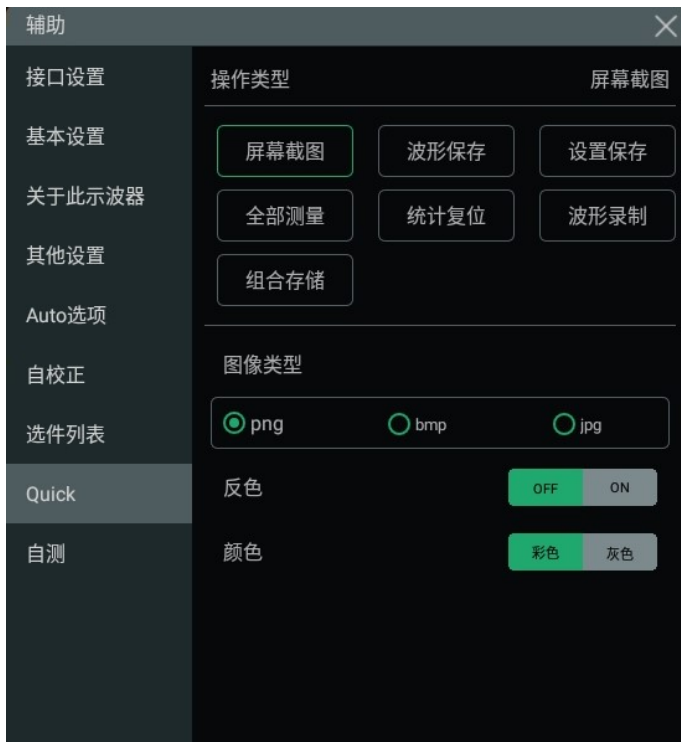 辅助
接口设置
基本设置
关于此示波器
其他设置
Auto选项
自校正
选件列表
Quick
自测
操作类型 屏幕截图
屏幕截图 波形保存 设置保存
全部测量 统计复位 波形录制
组合存储
图像类型
png bmp jpg
反色 OFF ON
颜色 彩色 灰色